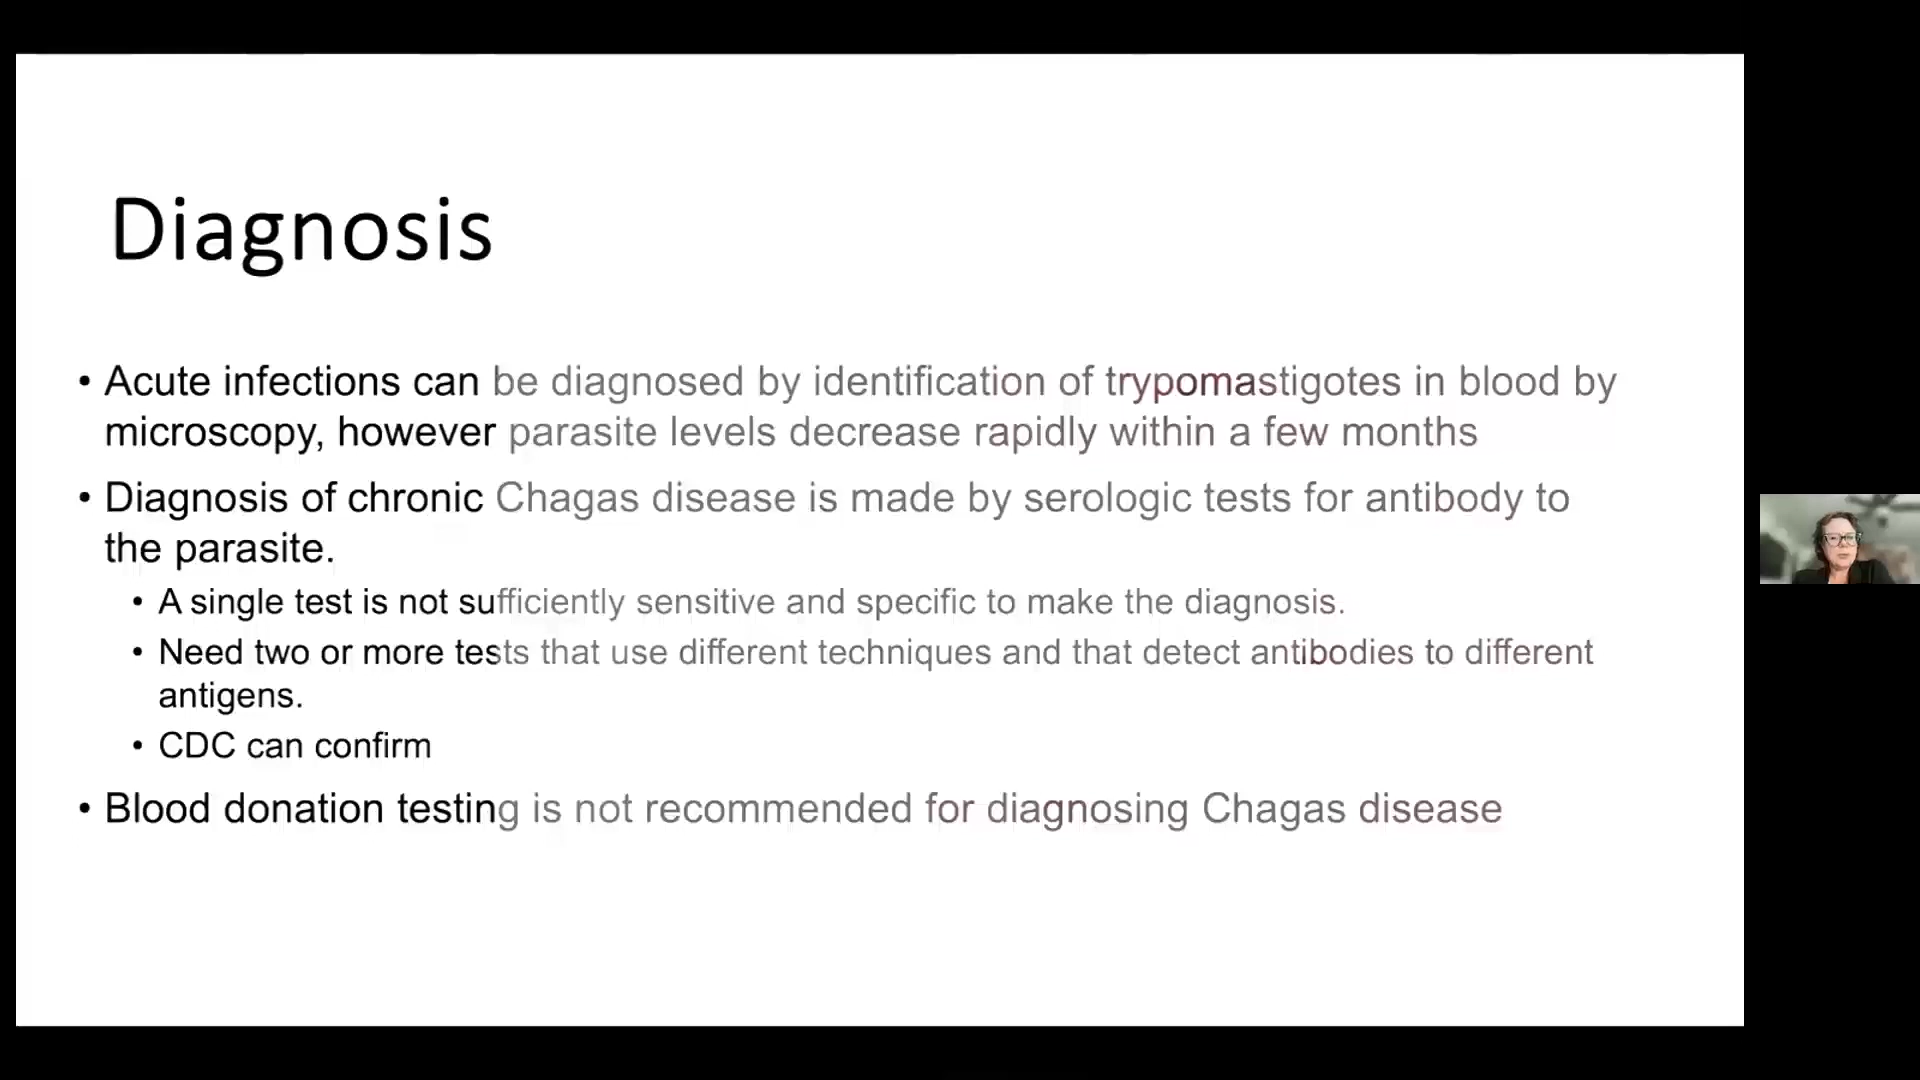 Diagnosis
• Acute infections can be diagnosed by identification of trypomastigotes in blood by
microscopy, however parasite levels decrease rapidly within a few months
• Diagnosis of chronic Chagas disease is made by serologic tests for antibody to
the parasite.
• A single test is not sufficiently sensitive and specific to make the diagnosis.
• Need two or more tests that use different techniques and that detect antibodies to different
antigens.
• CDC can confirm
• Blood donation testing is not recommended for diagnosing Chagas disease